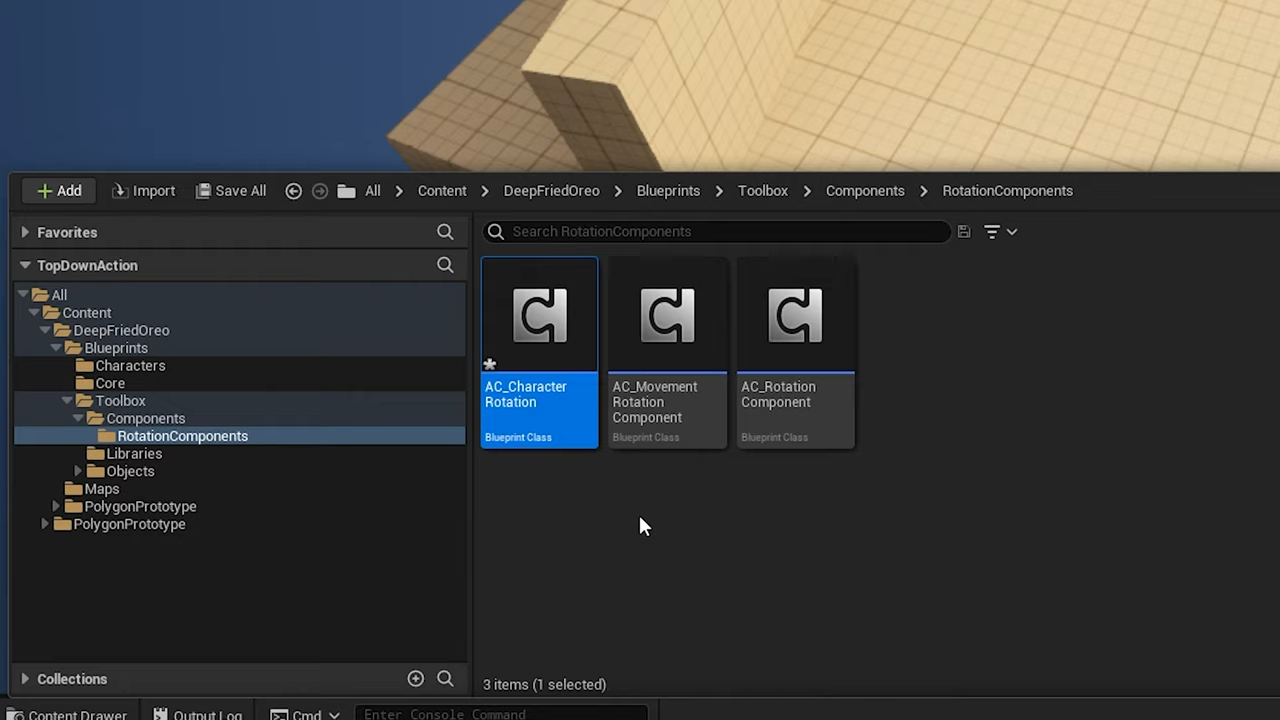 Add Import Save All All Content DeepFriedOreo Blueprints Toolbox Components RotationComponents
Favorites
Search RotationComponents
TopDownAction
All
Content
DeepFriedOreo
Blueprints
Characters
Core
Toolbox
Components
RotationComponents
Libraries
Objects
Maps
PolygonPrototype
PolygonPrototype
AC_Character
Rotation
Blueprint Class
AC_Movement
Rotation
Component
Blueprint Class
AC_Rotation
Component
Blueprint Class
Collections
3 items (1 selected)
Content Drawer Output Log Cmd Enter Console Command